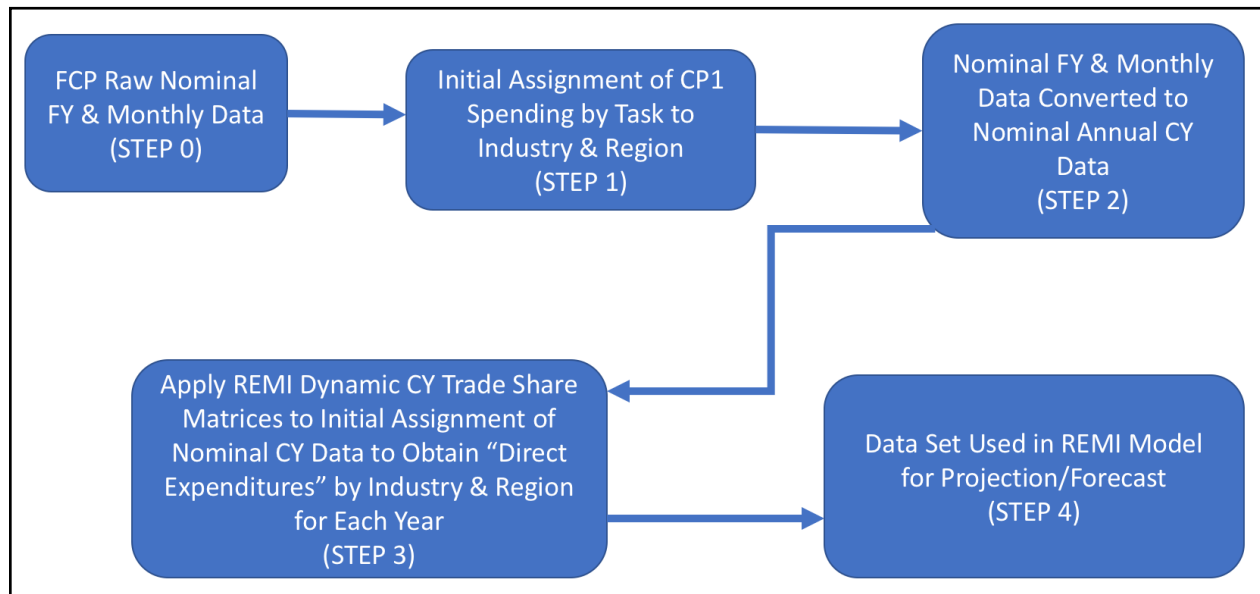 FCP Raw Nominal
FY & Monthly Data
(STEP 0)
Initial Assignment of CP1
Spending by Task to
Industry & Region
(STEP 1)
Nominal FY & Monthly
Data Converted to
Nominal Annual CY
Data
(STEP 2)
Apply REMI Dynamic CY Trade Share
Matrices to Initial Assignment of
Nominal CY Data to Obtain “Direct
Expenditures” by Industry & Region
for Each Year
(STEP 3)
Data Set Used in REMI Model
for Projection/Forecast
(STEP 4)